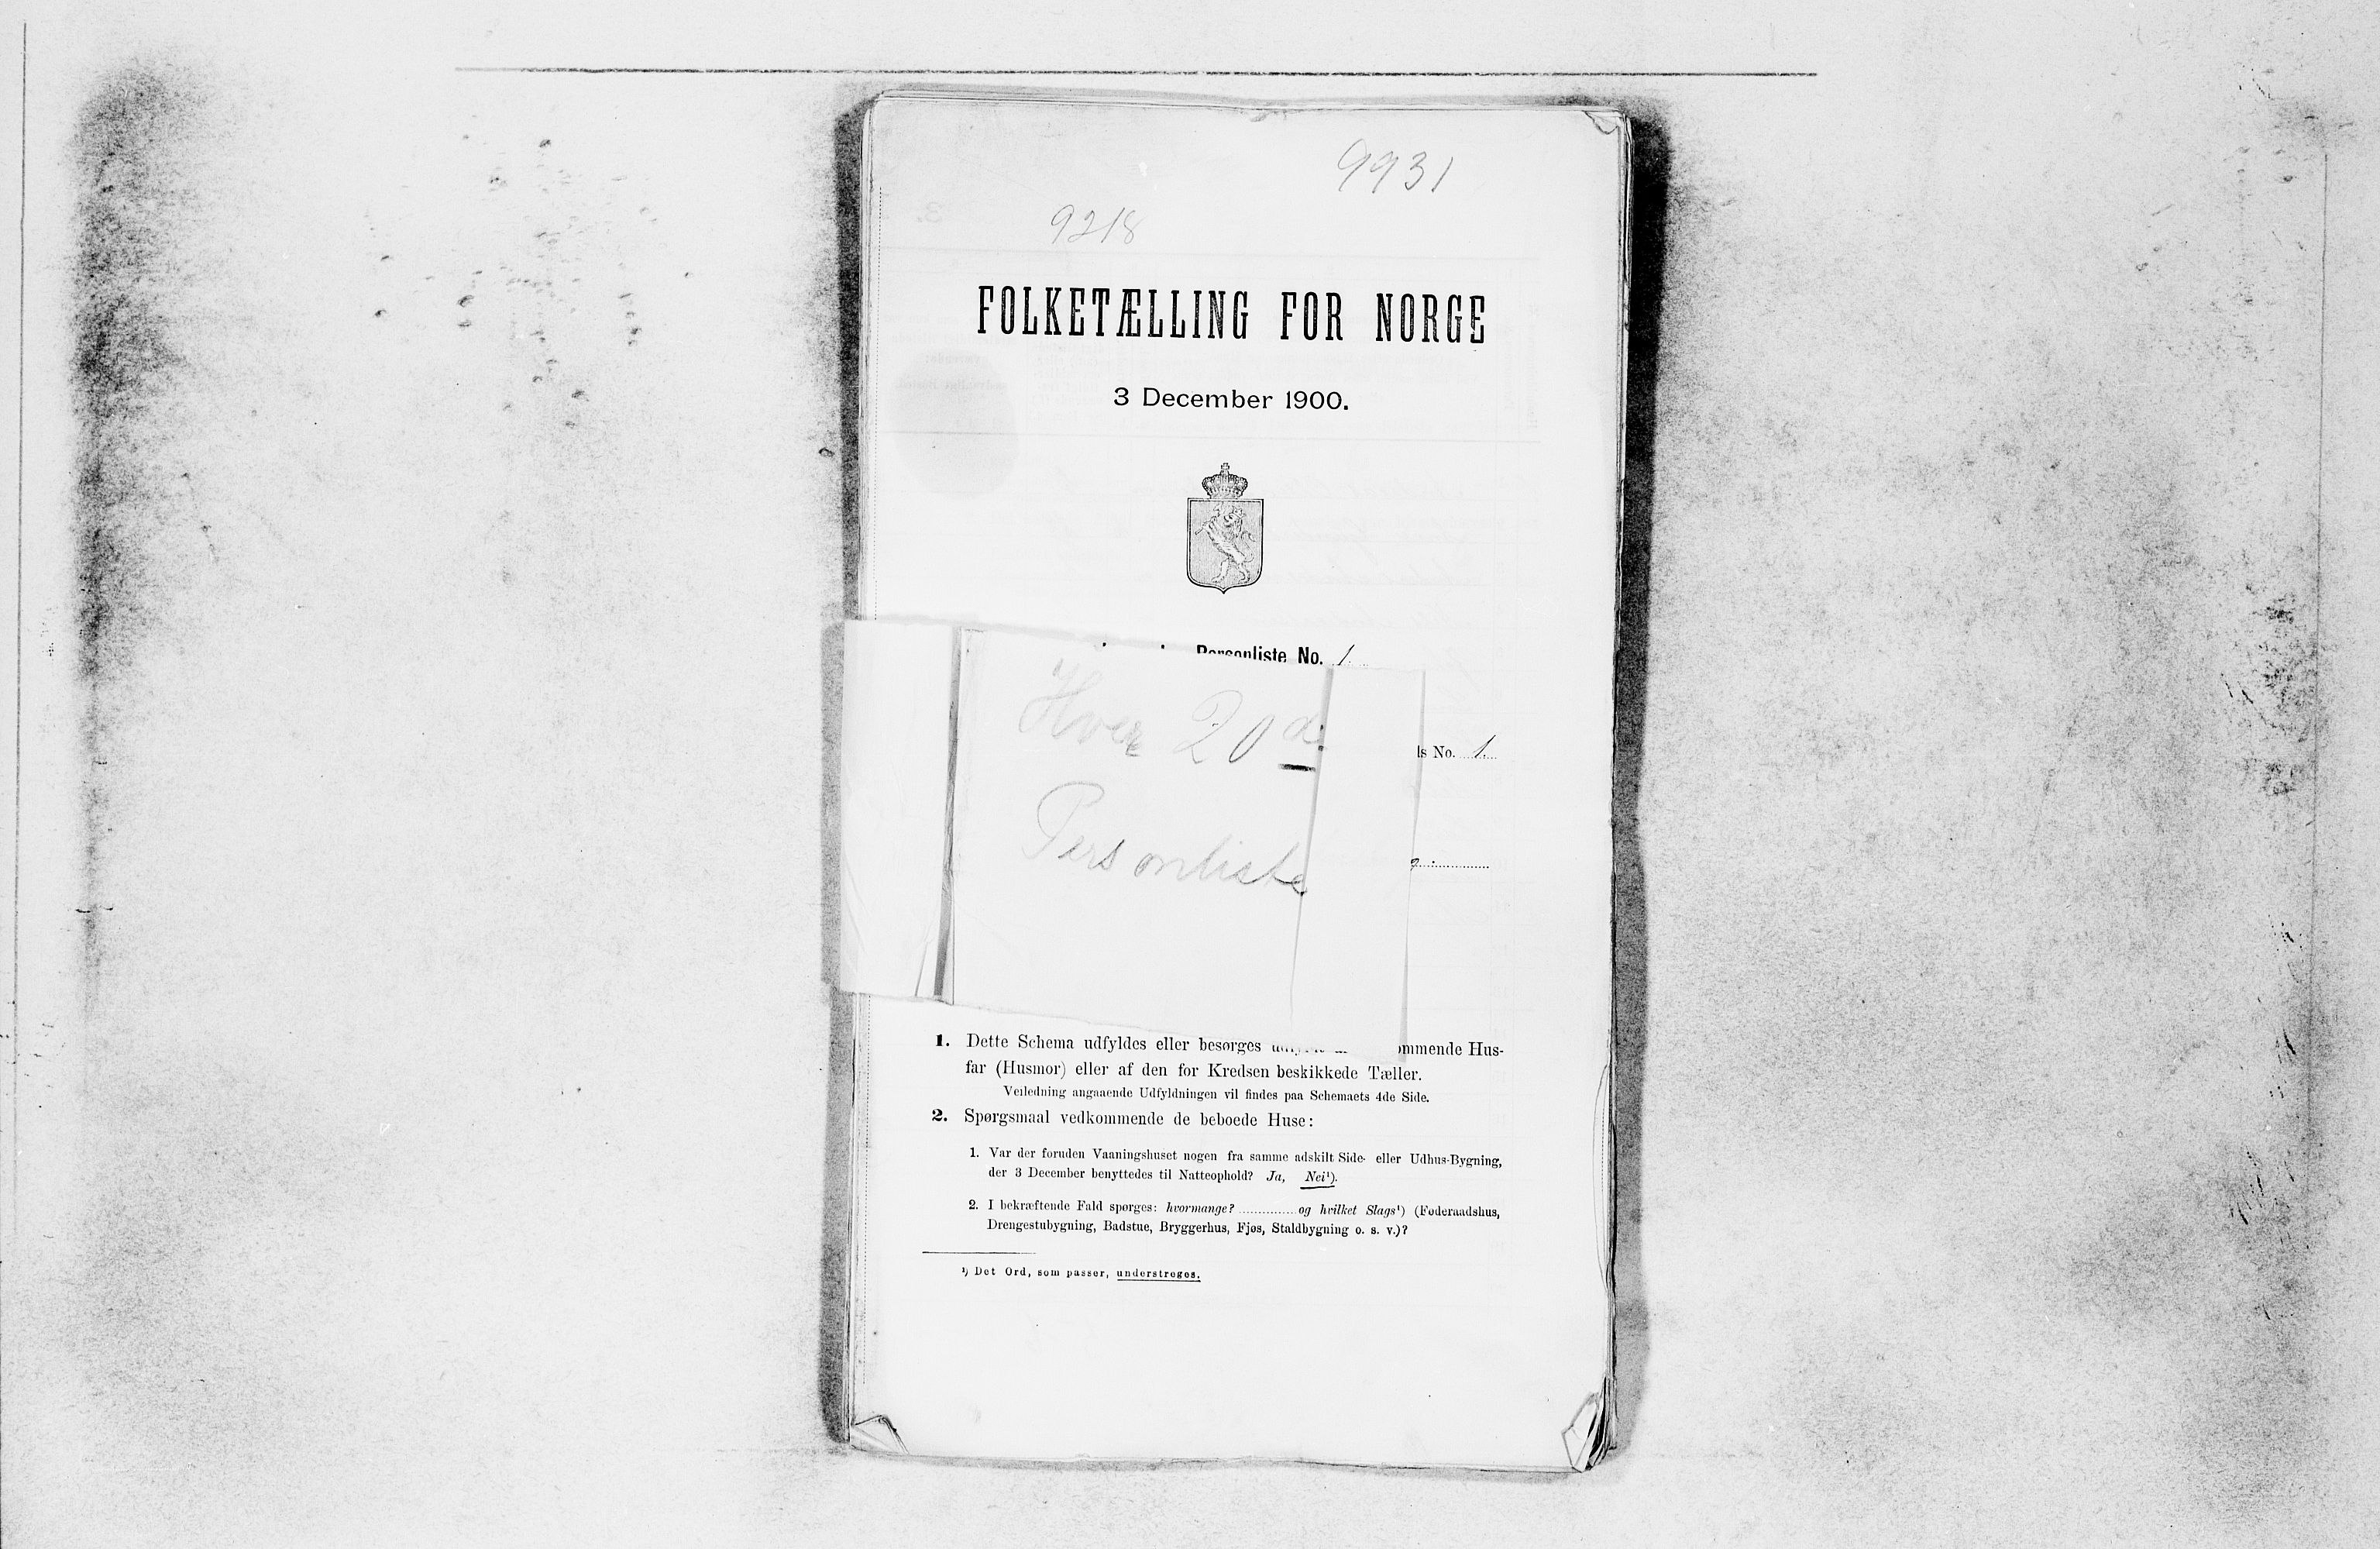 9931
9218
FOLKETÆLLING FOR NORGE
3 December 1900.
Personliste No. 1.
Hver 20de
ls No. 1.
Personliste
1. Dette Schema udfyldes eller besørges ommende Hus-
far (Husmor) eller af den for Kredsen beskikkede Tæller.
Veiledning angaaende Udfyldningen vil findes paa Schemaets 4de Side.
2. Spørgsmaal vedkommende de beboede Huse:
1. Var der foruden Vaaningshuset nogen fra samme adskilt Side- eller Udhus-Bygning,
der 3 December benyttedes til Natteophold? Ja, Nei¹).
2. I bekræftende Fald spørges: hvormange? ............ og hvilket Slags¹) (Føderaadshus,
Drengestubygning, Badstue, Bryggerhus, Fjøs, Staldbygning o. s. v.)?
¹) Det Ord, som passer, understreges.